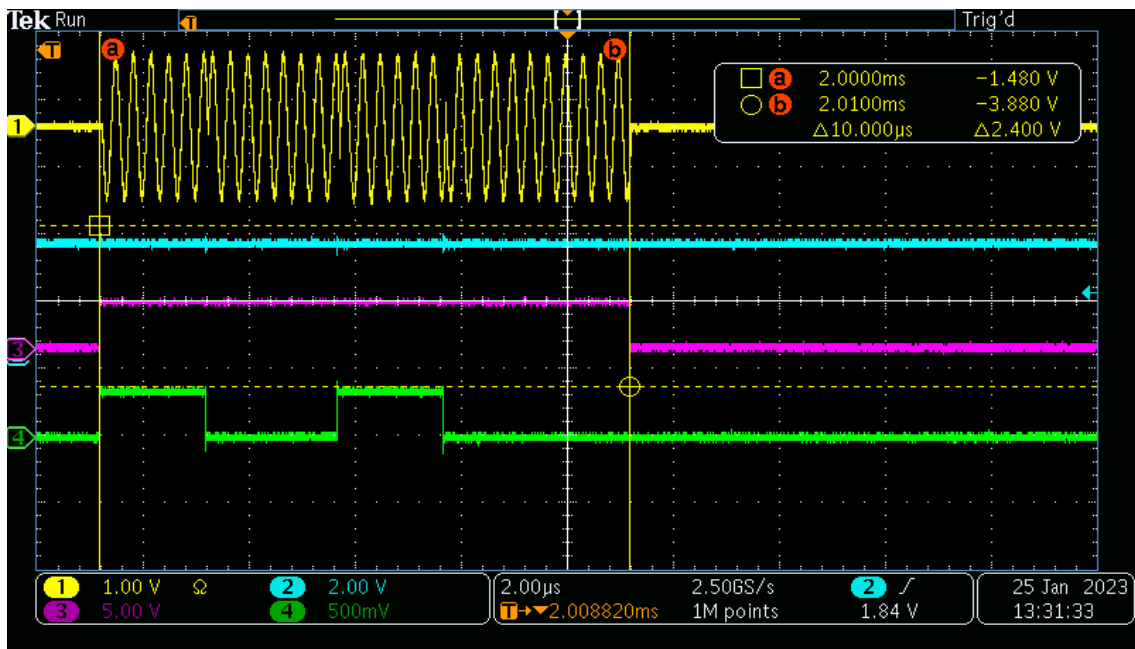 Tek Run T Trig'd
T a b
a 2.0000ms −1.480 V
b 2.0100ms −3.880 V
△10.000µs △2.400 V
1
3
4
1 1.00 V Ω 2 2.00 V 2.00µs 2.50GS/s 2 25 Jan 2023
3 5.00 V 4 500mV T→▼2.008820ms 1M points 1.84 V 13:31:33